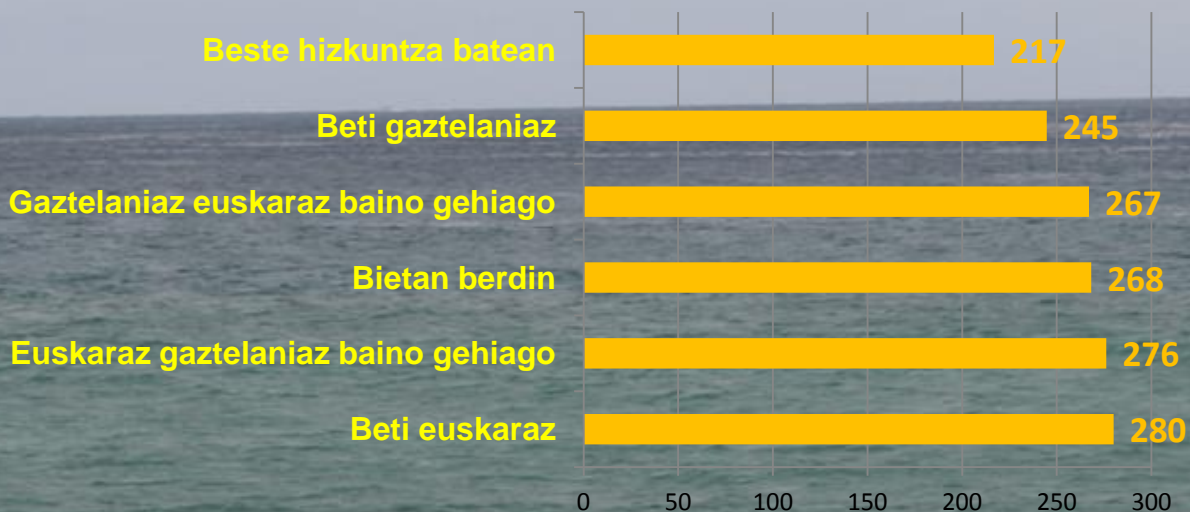 Beste hizkuntza batean 217
Beti gaztelaniaz 245
Gaztelaniaz euskaraz baino gehiago 267
Bietan berdin 268
Euskaraz gaztelaniaz baino gehiago 276
Beti euskaraz 280
0 50 100 150 200 250 300